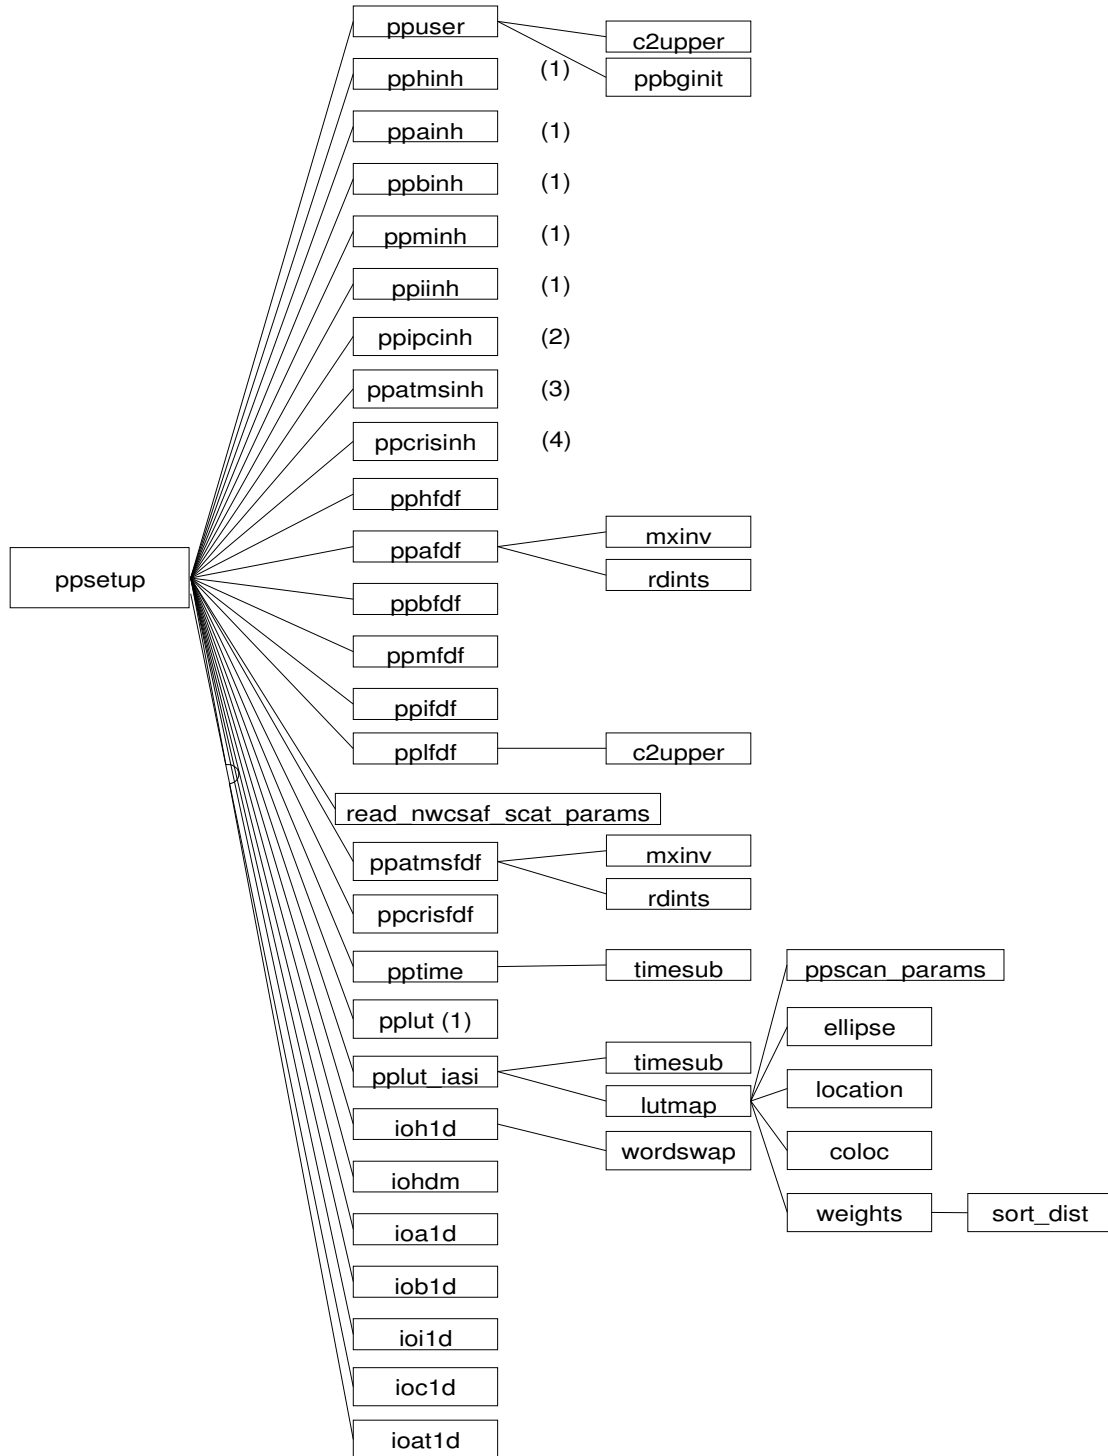 ppuser
c2upper
ppbginit
pphinh (1)
ppainh (1)
ppbinh (1)
ppminh (1)
ppiinh (1)
ppipcinh (2)
ppatmsinh (3)
ppcrisinh (4)
pphfdf
ppafdf
mxinv
rdints
ppsetup
ppbfdf
ppmfdf
ppifdf
pplfdf
c2upper
read_nwcsaf_scat_params
ppatmsfdf
mxinv
rdints
ppcrisfdf
pptime
timesub
ppscan_params
pplut (1)
ellipse
pplut_iasi
timesub
lutmap
location
ioh1d
wordswap
coloc
iohdm
weights
sort_dist
ioa1d
iob1d
ioi1d
ioc1d
ioat1d